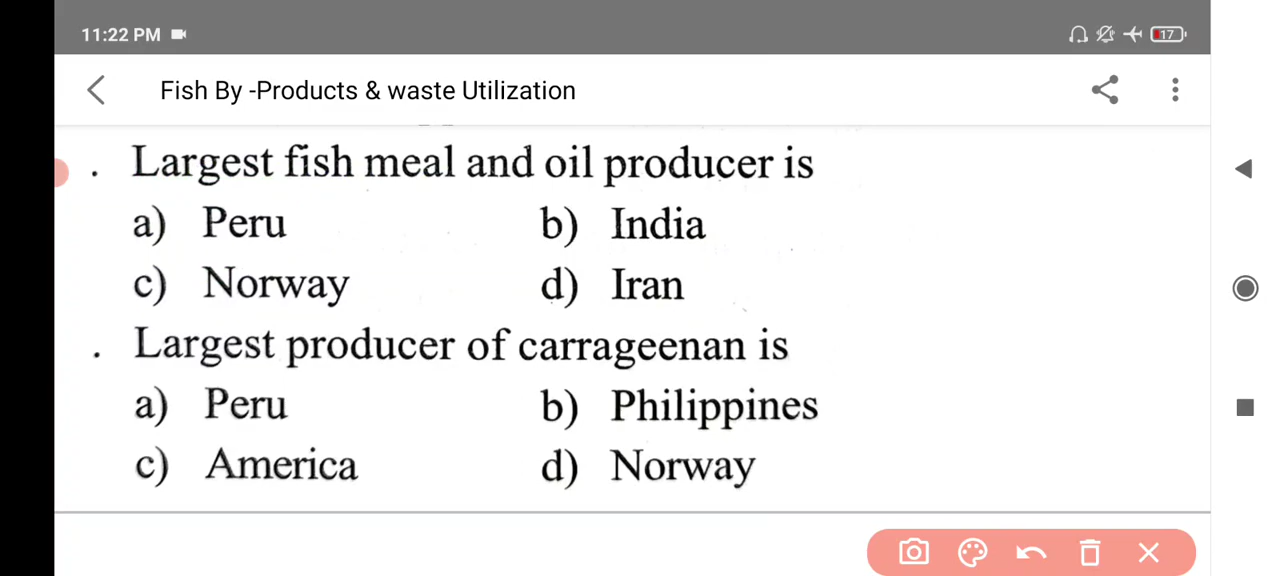 11:22 PM 17
Fish By -Products & waste Utilization
. Largest fish meal and oil producer is
a) Peru b) India
c) Norway d) Iran
. Largest producer of carrageenan is
a) Peru b) Philippines
c) America d) Norway